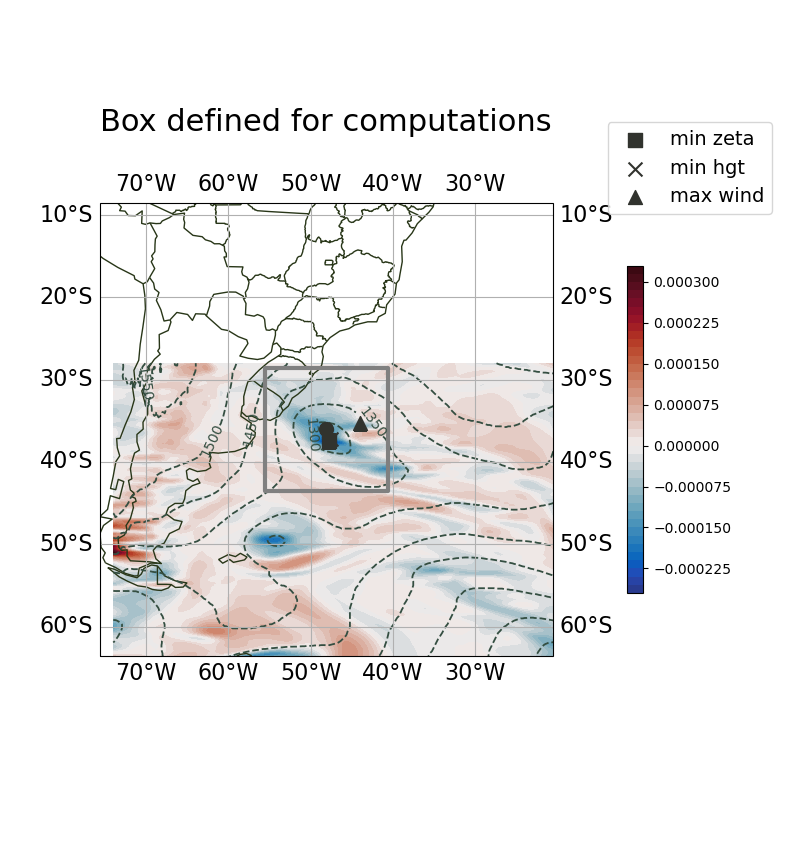 Box defined for computations
min zeta
min hgt
max wind
70°W 60°W 50°W 40°W 30°W
10°S 10°S
20°S 20°S
30°S 30°S
40°S 40°S
50°S 50°S
60°S 60°S
70°W 60°W 50°W 40°W 30°W
1500
1450
1300
1350
0.000300
0.000225
0.000150
0.000075
0.000000
−0.000075
−0.000150
−0.000225